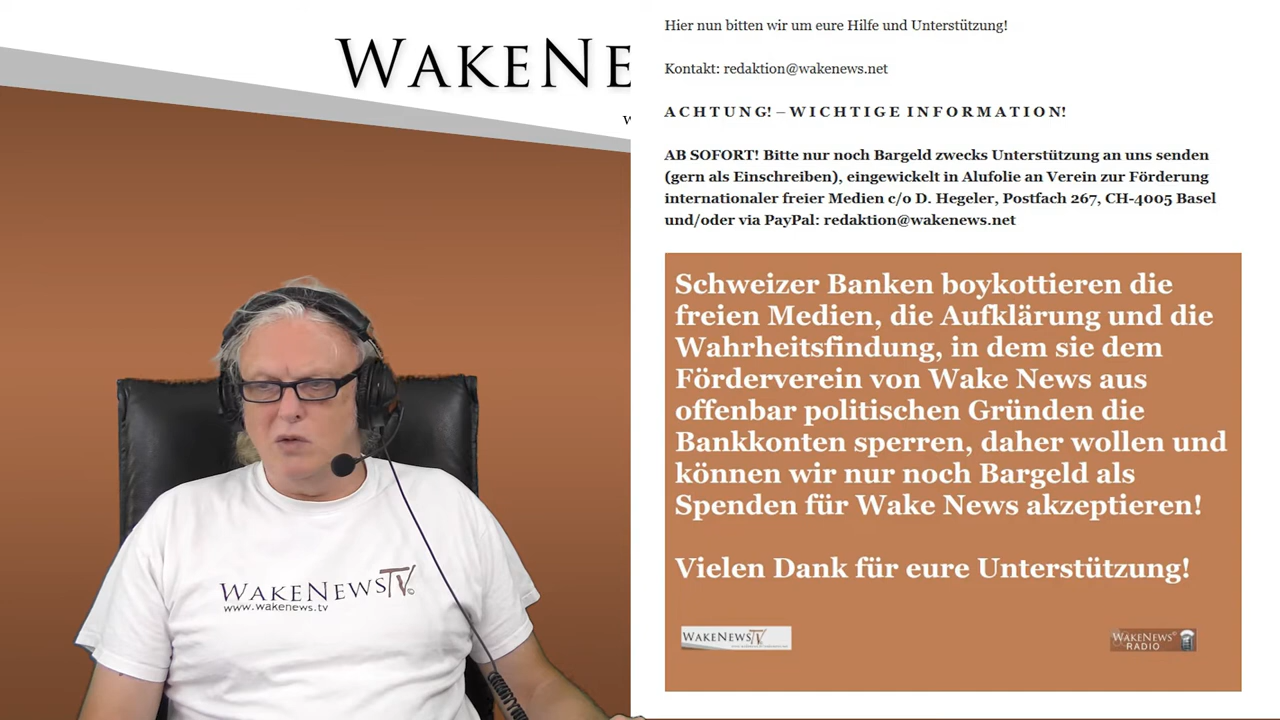 WAKENE
W
Hier nun bitten wir um eure Hilfe und Unterstützung!
Kontakt: redaktion@wakenews.net
A C H T U N G! – W I C H T I G E I N F O R M A T I O N!
AB SOFORT! Bitte nur noch Bargeld zwecks Unterstützung an uns senden
(gern als Einschreiben), eingewickelt in Alufolie an Verein zur Förderung
internationaler freier Medien c/o D. Hegeler, Postfach 267, CH-4005 Basel
und/oder via PayPal: redaktion@wakenews.net
Schweizer Banken boykottieren die
freien Medien, die Aufklärung und die
Wahrheitsfindung, in dem sie dem
Förderverein von Wake News aus
offenbar politischen Gründen die
Bankkonten sperren, daher wollen und
können wir nur noch Bargeld als
Spenden für Wake News akzeptieren!
Vielen Dank für eure Unterstützung!
WAKENEWSTV
WAKENEWS
RADIO
WAKENEWSTV
www.wakenews.tv